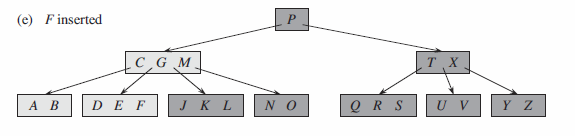 (e) F inserted
P
C G M
T X
A B
D E F
J K L
N O
Q R S
U V
Y Z